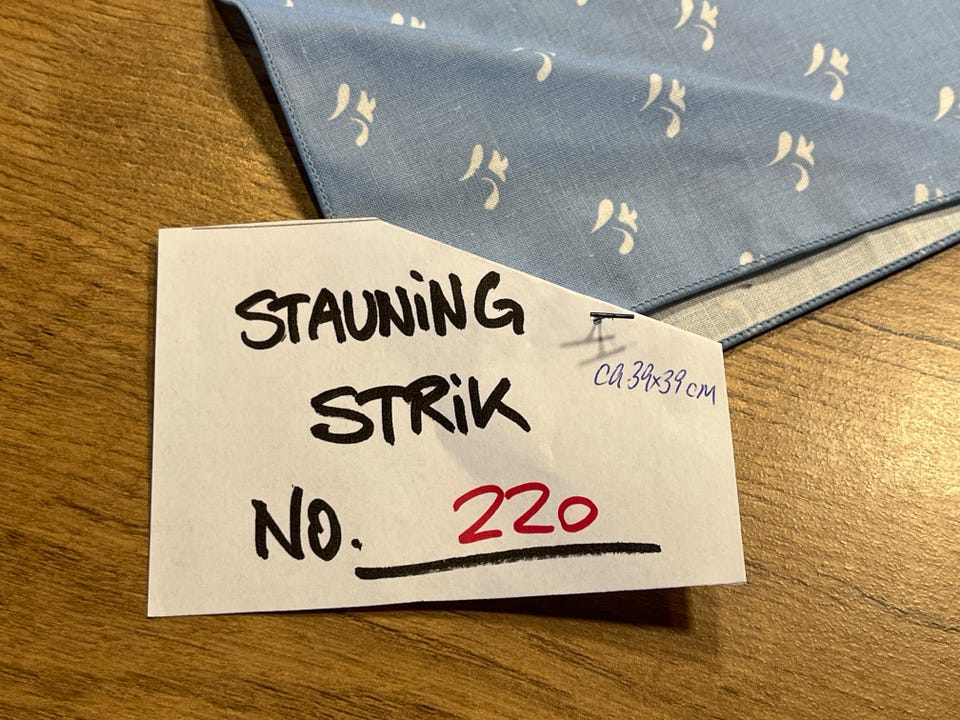 STAUNiNG
STRiK
ca 39x39 cm
No. 220